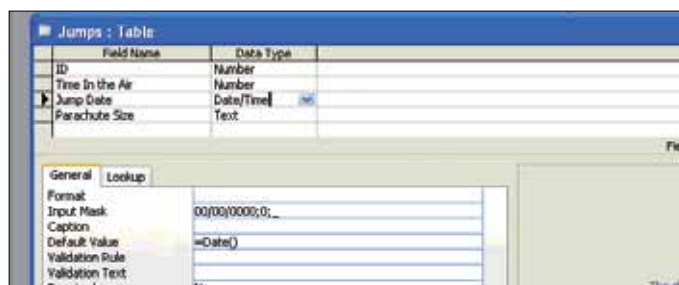 Jumps : Table
Field Name Data Type
ID Number
Time In the Air Number
Jump Date Date/Time
Parachute Size Text
General Lookup
Format
Input Mask 00/00/0000;0;_
Caption
Default Value =Date()
Validation Rule
Validation Text